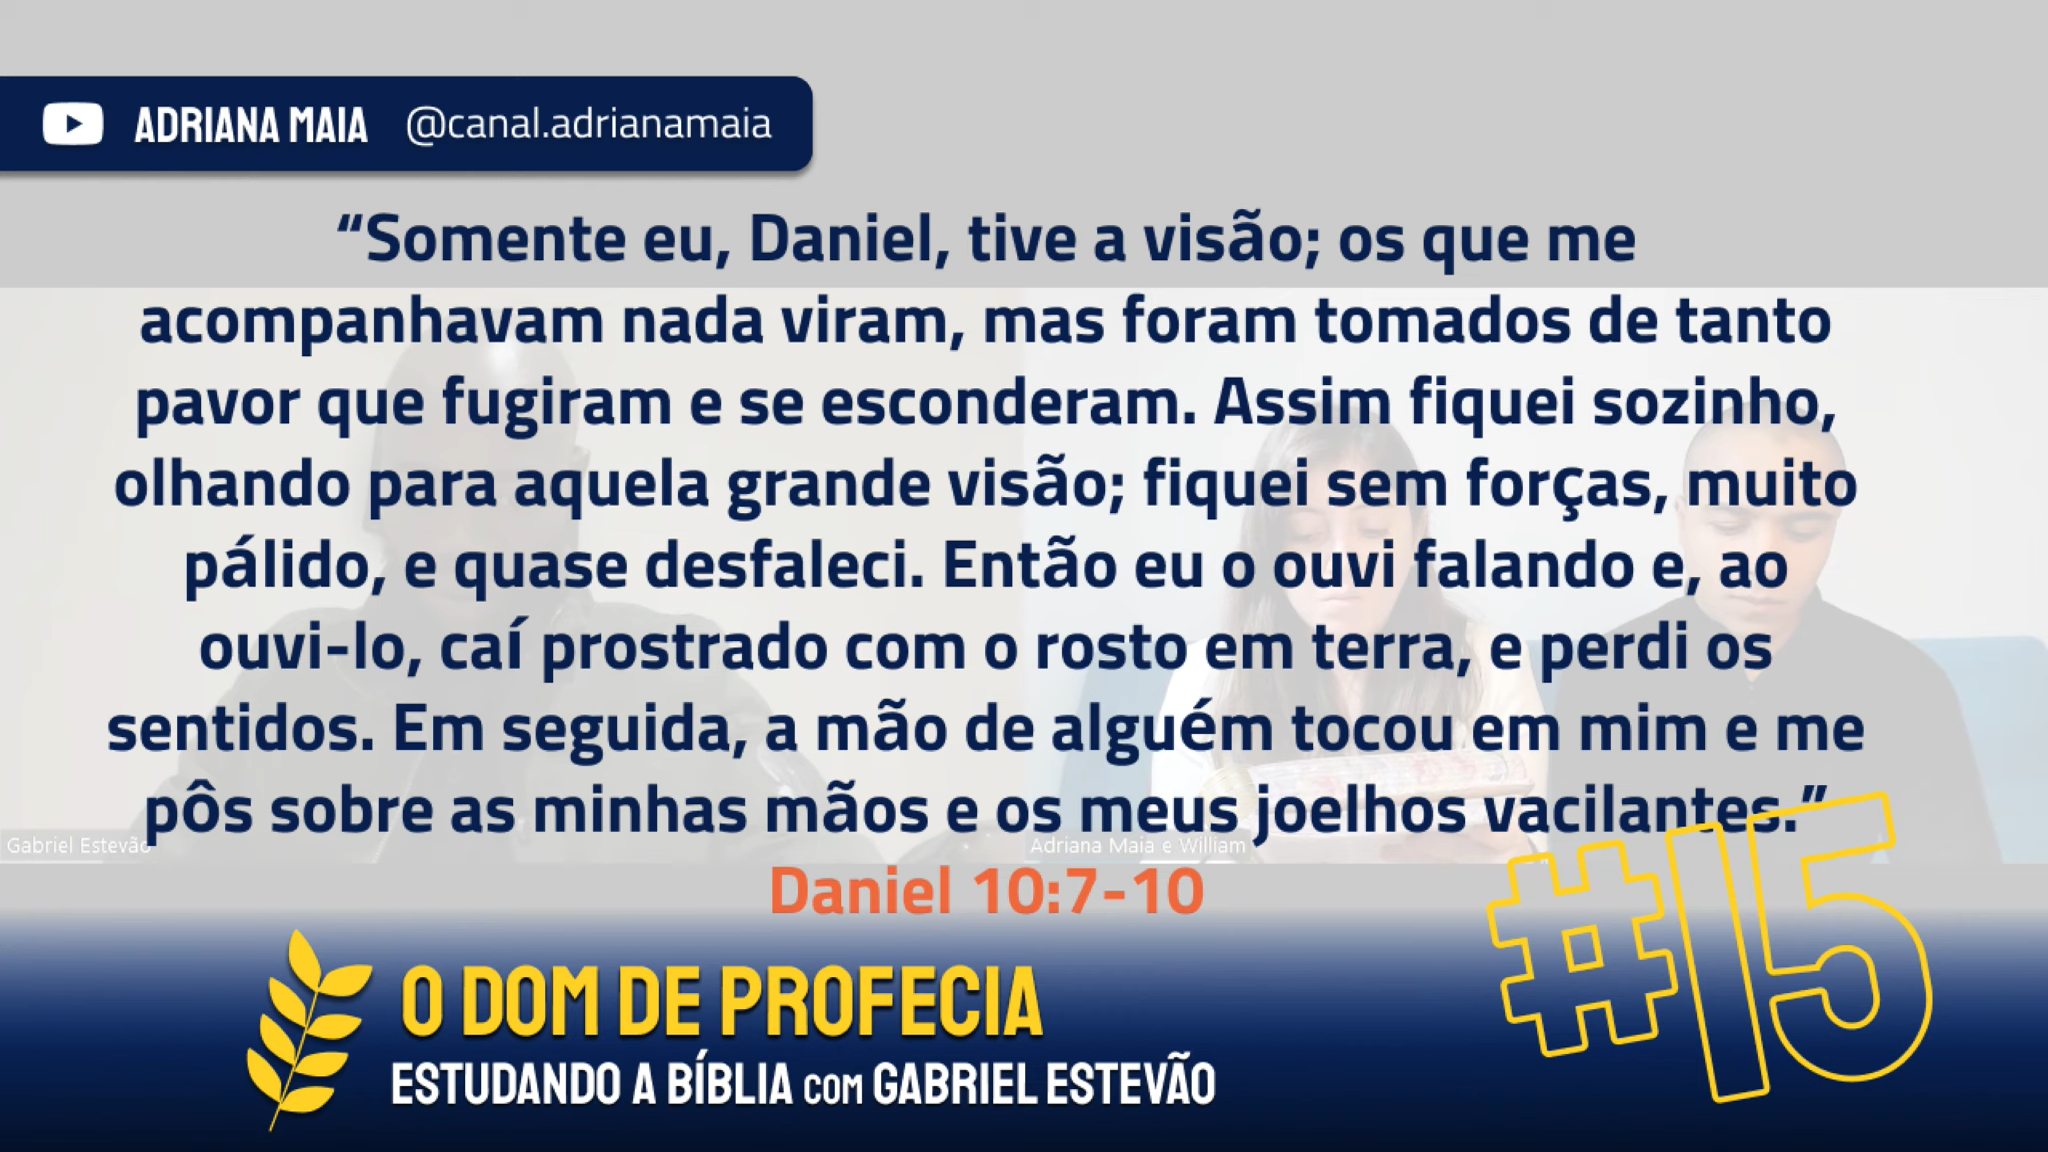 ADRIANA MAIA @canal.adrianamaia
“Somente eu, Daniel, tive a visão; os que me
acompanhavam nada viram, mas foram tomados de tanto
pavor que fugiram e se esconderam. Assim fiquei sozinho,
olhando para aquela grande visão; fiquei sem forças, muito
pálido, e quase desfaleci. Então eu o ouvi falando e, ao
ouvi-lo, caí prostrado com o rosto em terra, e perdi os
sentidos. Em seguida, a mão de alguém tocou em mim e me
pôs sobre as minhas mãos e os meus joelhos vacilantes.”
Gabriel Estevão
Adriana Maia e William
Daniel 10:7-10
#15
O DOM DE PROFECIA
ESTUDANDO A BÍBLIA COM GABRIEL ESTEVÃO